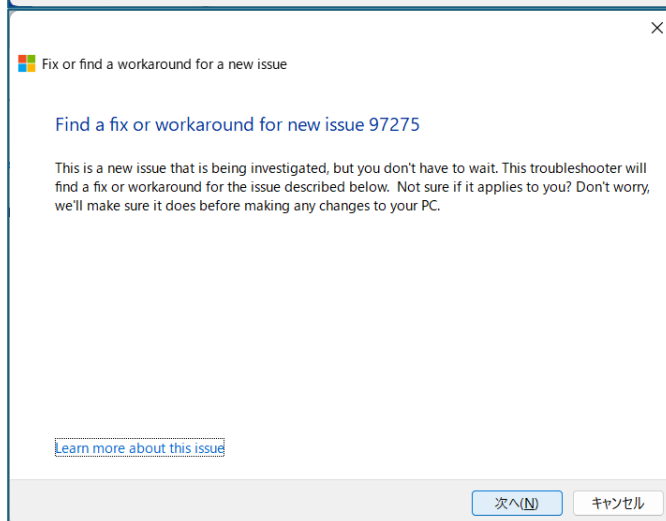 Fix or find a workaround for a new issue
Find a fix or workaround for new issue 97275
This is a new issue that is being investigated, but you don't have to wait. This troubleshooter will
find a fix or workaround for the issue described below.  Not sure if it applies to you? Don't worry,
we'll make sure it does before making any changes to your PC.
Learn more about this issue
次へ(N)
キャンセル